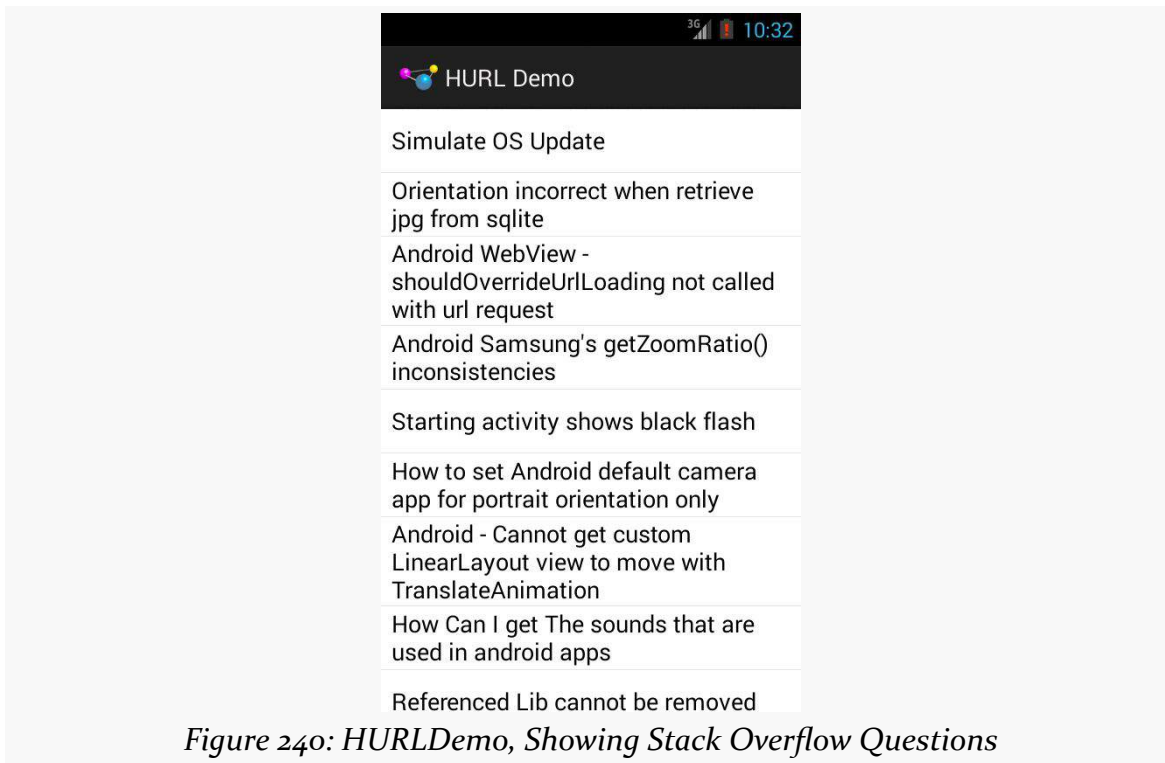 3G
10:32
HURL Demo
Simulate OS Update
Orientation incorrect when retrieve
jpg from sqlite
Android WebView -
shouldOverrideUrlLoading not called
with url request
Android Samsung's getZoomRatio()
inconsistencies
Starting activity shows black flash
How to set Android default camera
app for portrait orientation only
Android - Cannot get custom
LinearLayout view to move with
TranslateAnimation
How Can I get The sounds that are
used in android apps
Referenced Lib cannot be removed
Figure 240: HURLDemo, Showing Stack Overflow Questions